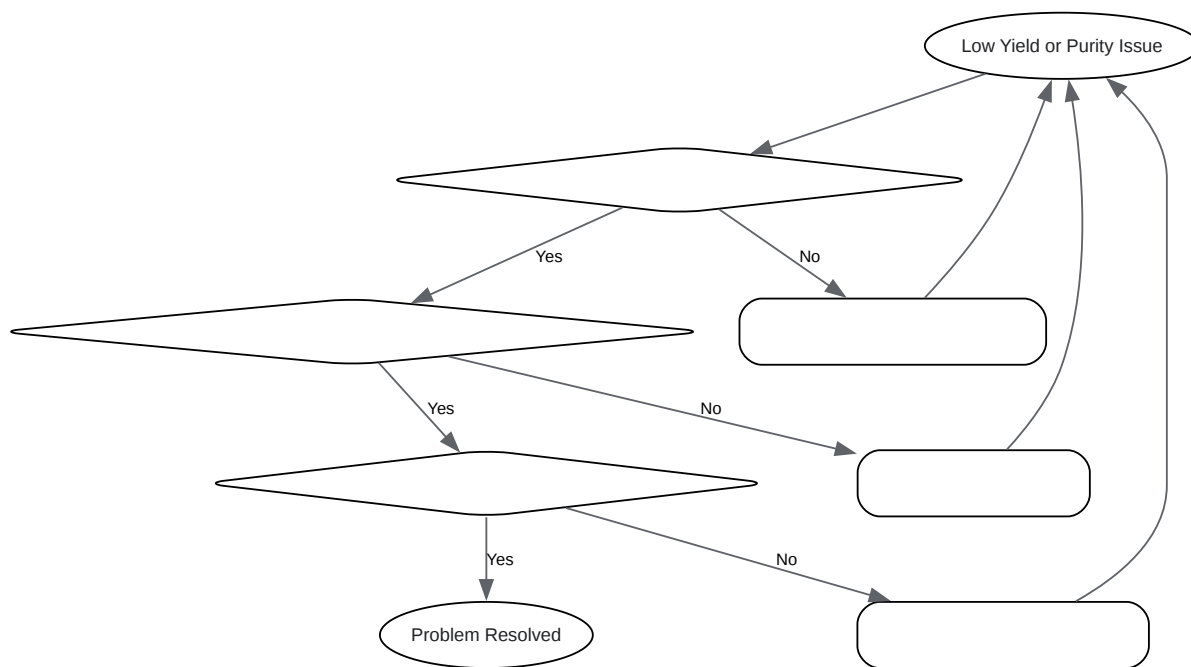 Low Yield or Purity Issue
Yes
No
Yes
No
Yes
No
Problem Resolved